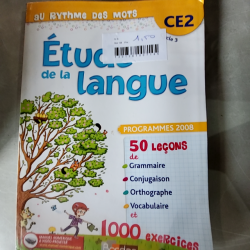 AU RYTHME DES MOTS
CE2
Étude
de la langue
PROGRAMMES 2008
50 LEÇONS
de
Grammaire
Conjugaison
Orthographe
Vocabulaire
et
1000 exercices